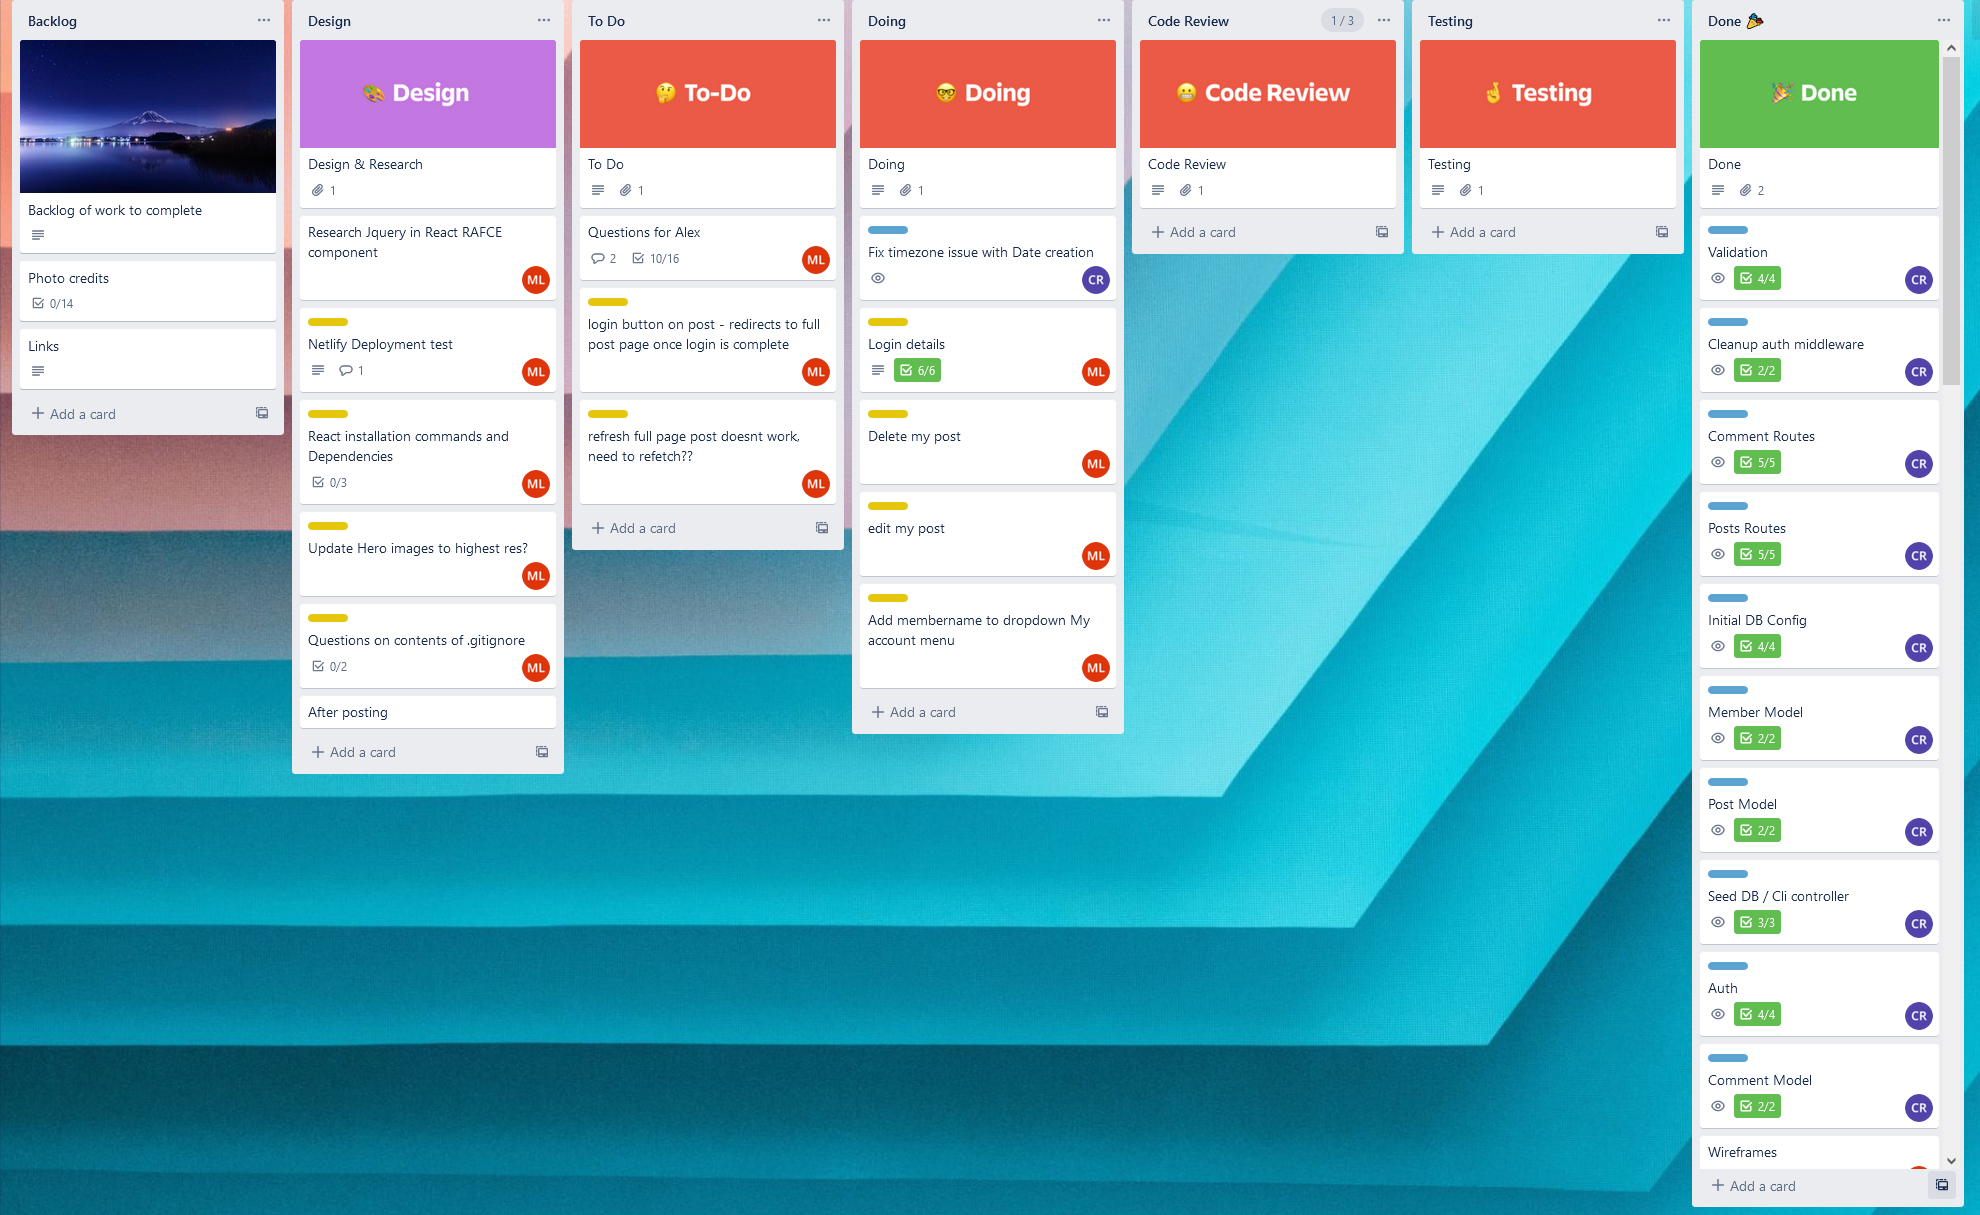 Backlog
Backlog of work to complete
Photo credits
0/14
Links
Add a card
Design
Design
Design & Research
1
Research Jquery in React RAFCE
component
ML
Netlify Deployment test
1
ML
React installation commands and
Dependencies
0/3
ML
Update Hero images to highest res?
ML
Questions on contents of .gitignore
0/2
ML
After posting
Add a card
To Do
To-Do
To Do
1
Questions for Alex
2
10/16
ML
login button on post - redirects to full
post page once login is complete
ML
refresh full page post doesnt work,
need to refetch??
ML
Add a card
Doing
Doing
Doing
1
Fix timezone issue with Date creation
CR
Login details
6/6
ML
Delete my post
ML
edit my post
ML
Add membername to dropdown My
account menu
ML
Add a card
Code Review
1 / 3
Code Review
Code Review
1
Add a card
Testing
Testing
Testing
1
Add a card
Done
Done
Done
2
Validation
4/4
CR
Cleanup auth middleware
2/2
CR
Comment Routes
5/5
CR
Posts Routes
5/5
CR
Initial DB Config
4/4
CR
Member Model
2/2
CR
Post Model
2/2
CR
Seed DB / Cli controller
3/3
CR
Auth
4/4
CR
Comment Model
2/2
CR
Wireframes
Add a card